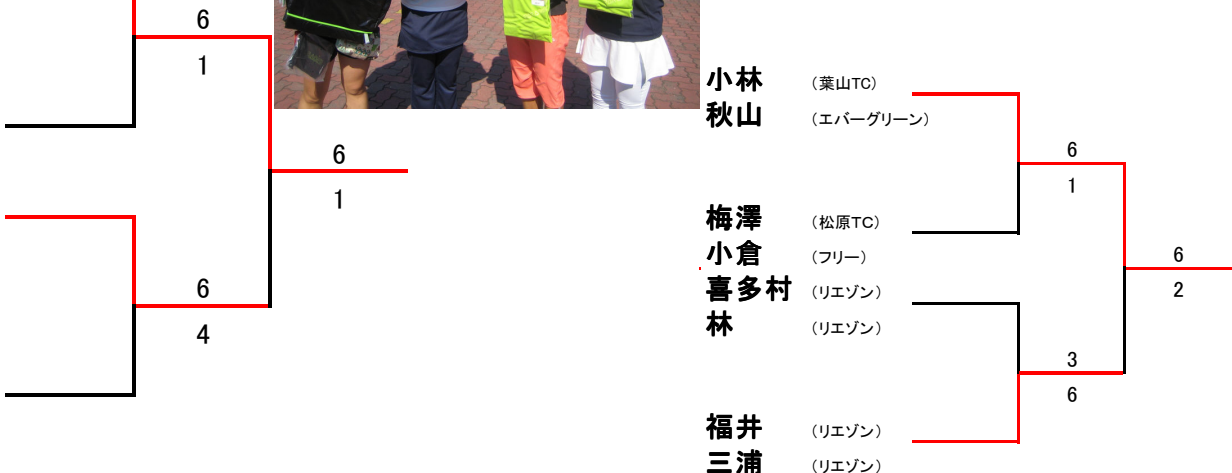 6
1
6
1
6
4
小林 （葉山TC）
秋山 （エバーグリーン）
6
1
梅澤 （松原TC）
小倉 （フリー）
喜多村 （リエゾン）
林 （リエゾン）
6
2
3
6
福井 （リエゾン）
三浦 （リエゾン）